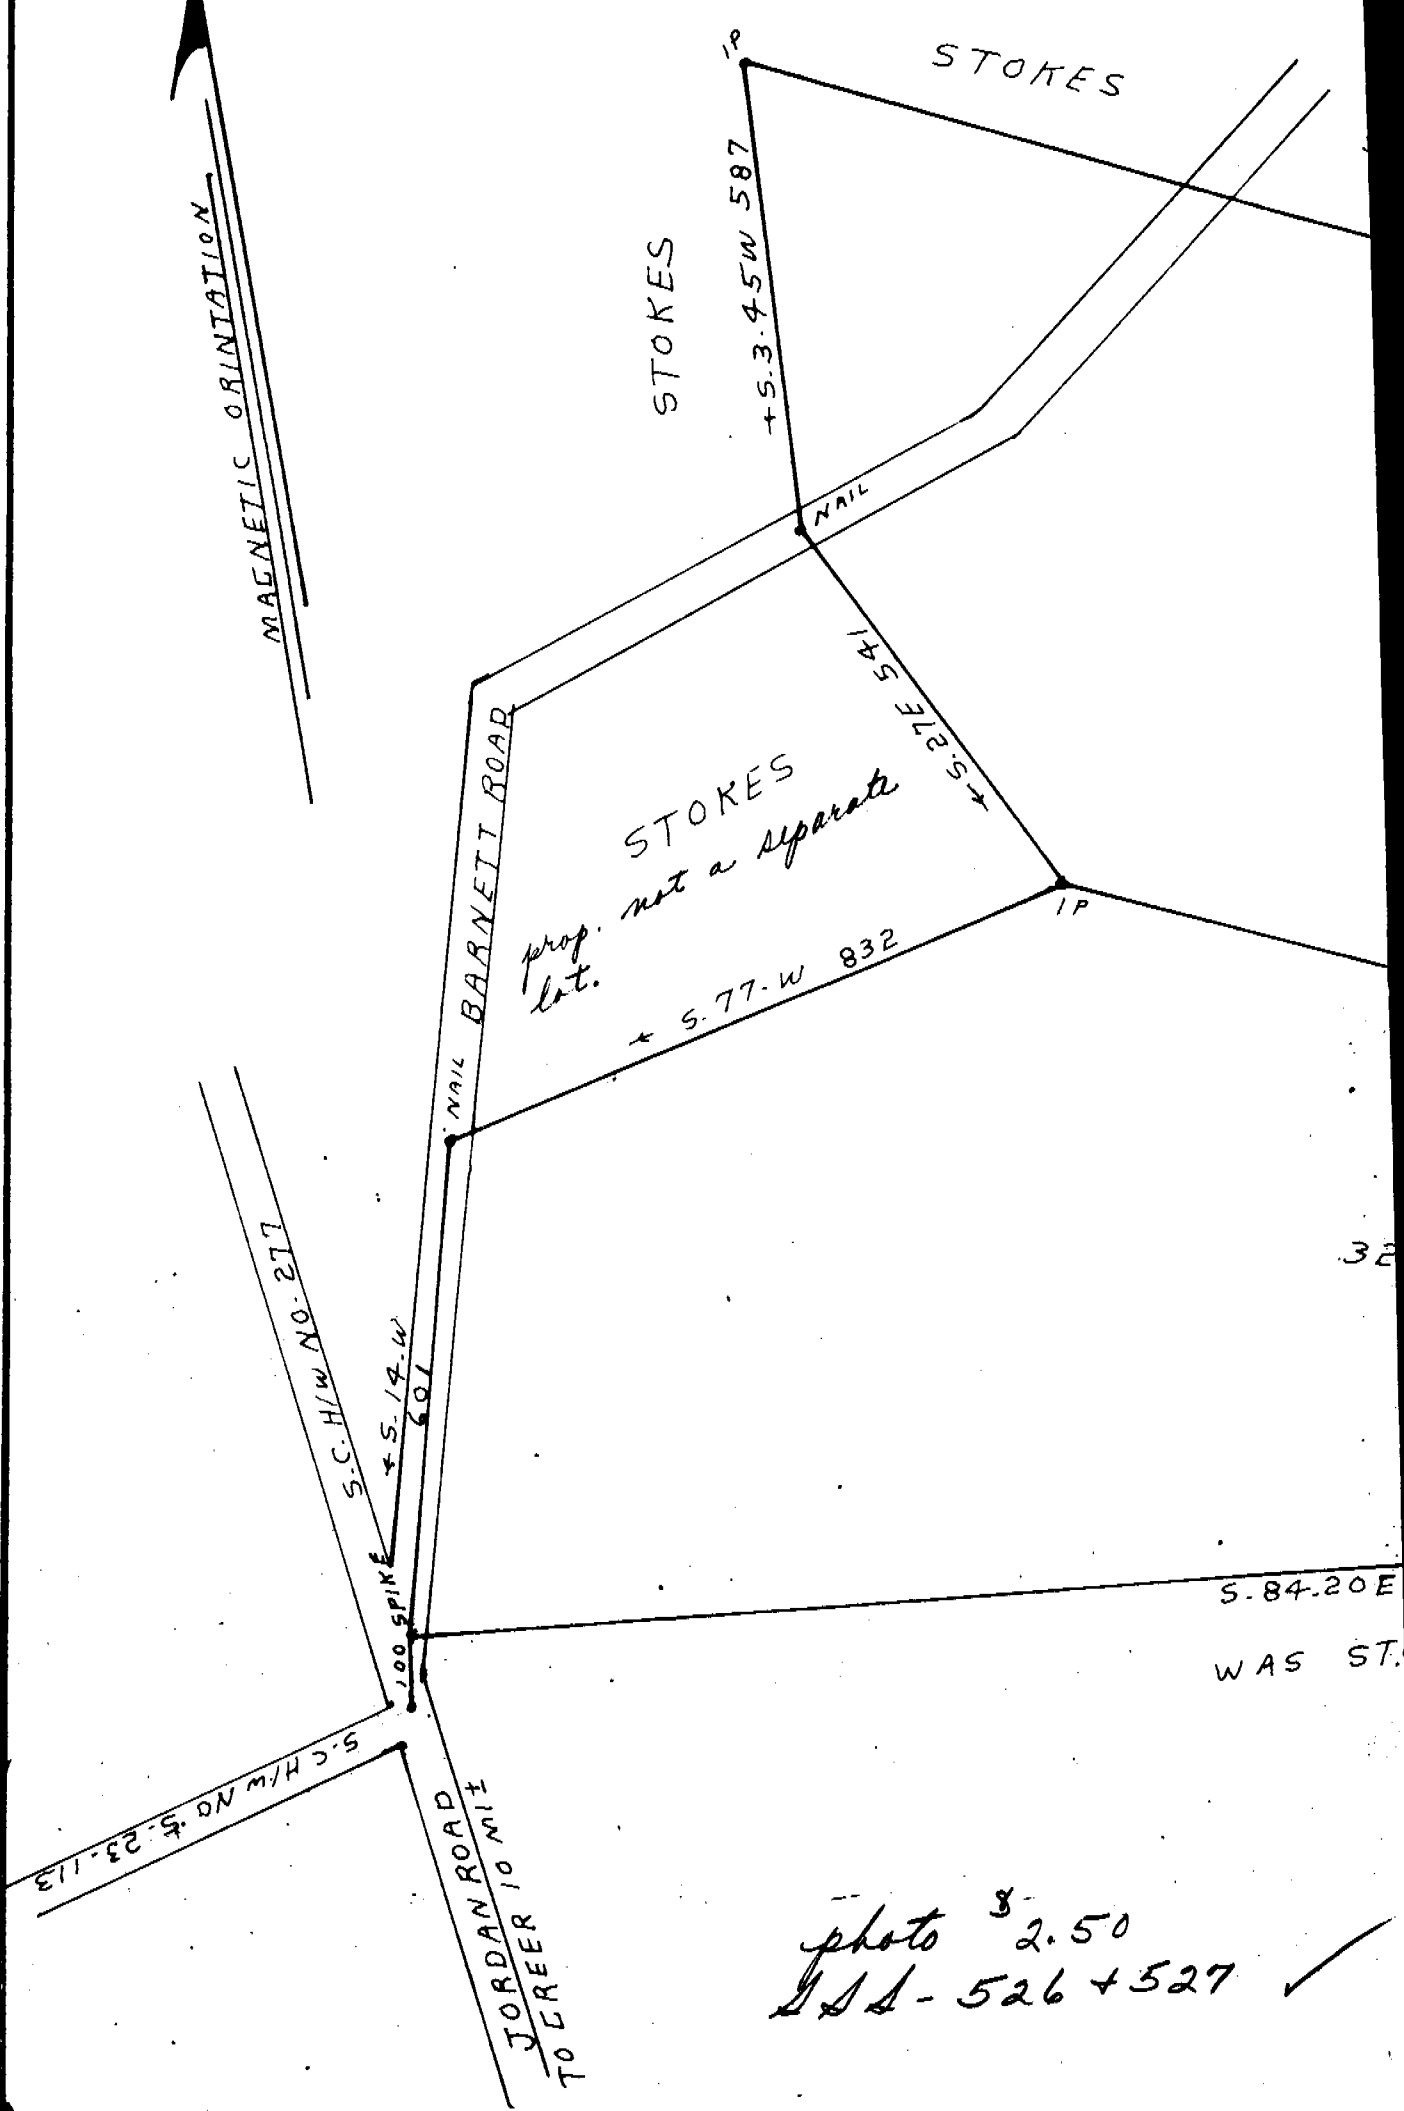 IP
STOKES
MAGNETIC ORINTATION
STOKES
S.3-45W 587
NAIL
S.27E 541
STOKES
prop. not a separate
lot.
IP
BARNETT ROAD
S.77-W 832
NAIL
S.C. H/W NO. 277
S-14-W
601
100 SPIKE
S-84-20E
WAS ST.
S.C H/W NO S-23-113
JORDAN ROAD
TO GREER 10 MI ±
photo $2.50
SSS-526 + 527 ✓